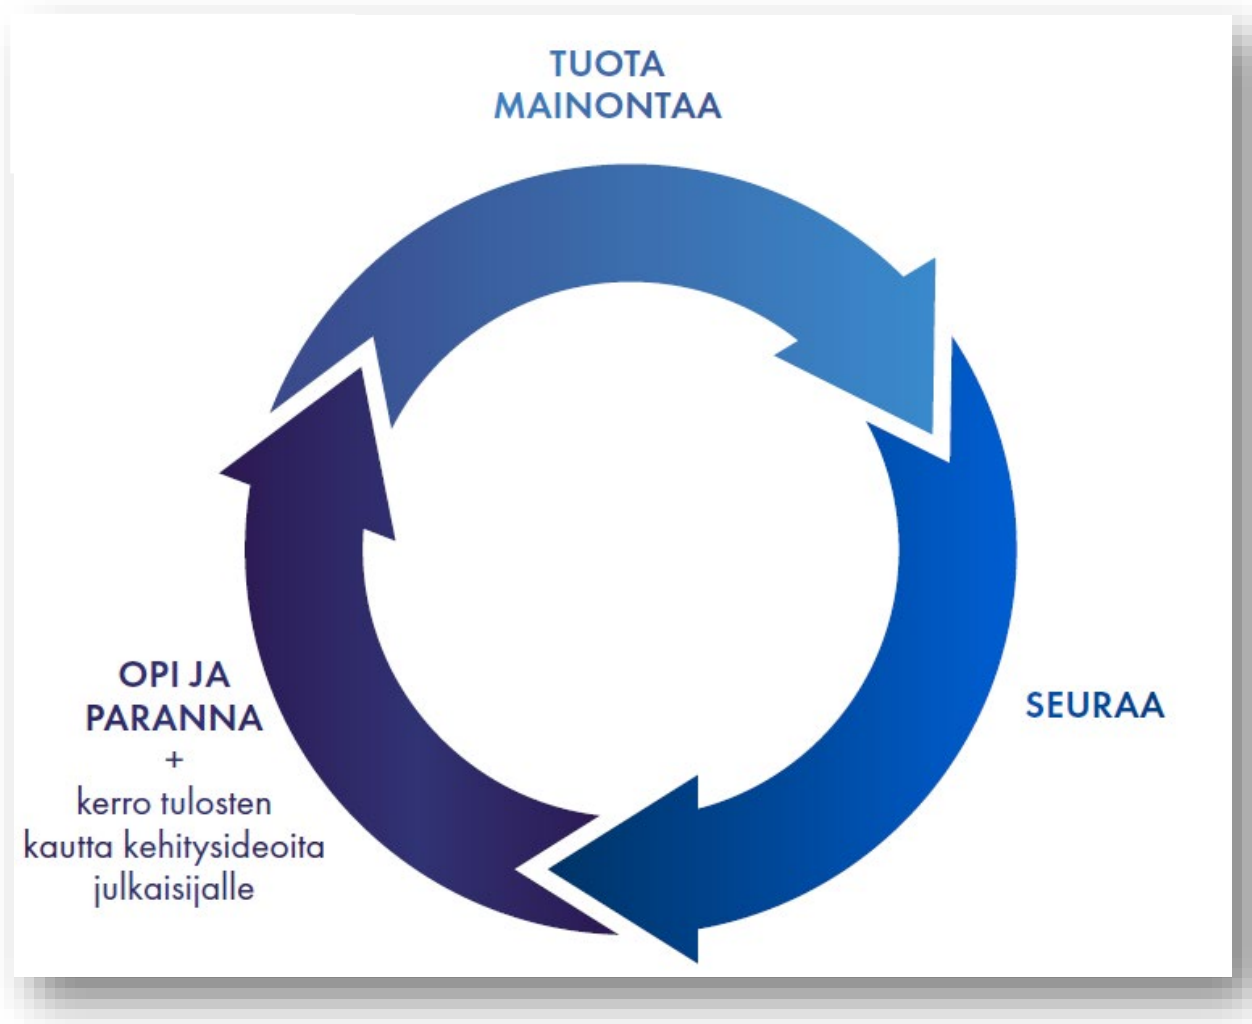 TUOTA
MAINONTAA
SEURAA
OPI JA
PARANNA
+
kerro tulosten
kautta kehitysideoita
julkaisijalle